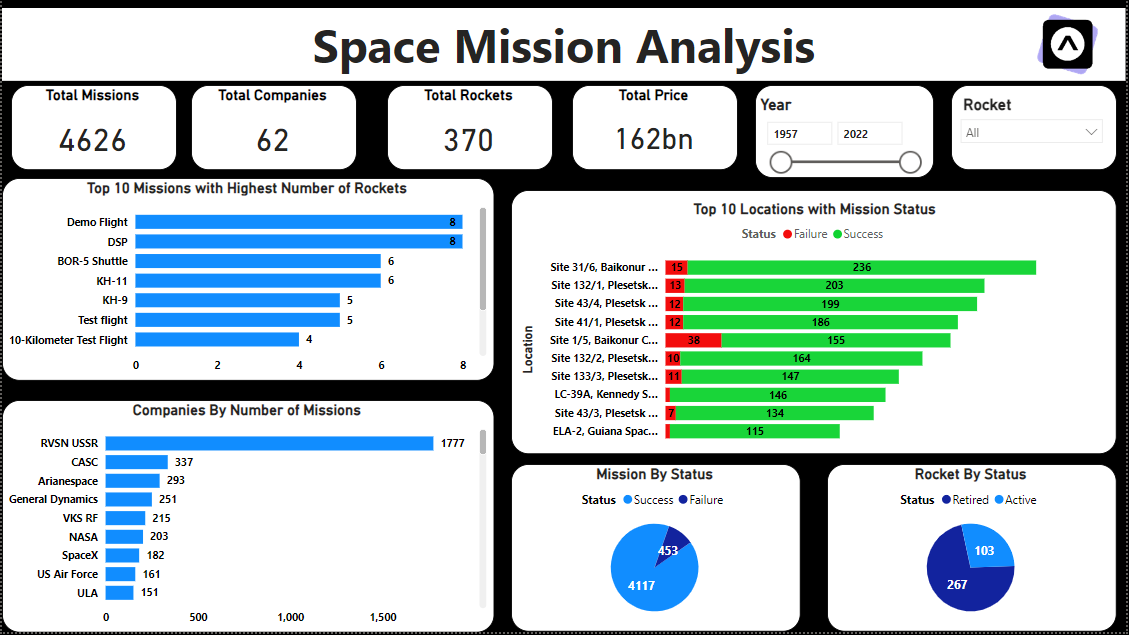 Space Mission Analysis
Total Missions
4626
Total Companies
62
Total Rockets
370
Total Price
162bn
Year
1957 2022
Rocket
All
Top 10 Missions with Highest Number of Rockets
Demo Flight 8
DSP 8
BOR-5 Shuttle 6
KH-11 6
KH-9 5
Test flight 5
10-Kilometer Test Flight 4
0 2 4 6 8
Top 10 Locations with Mission Status
Status Failure Success
Location
Site 31/6, Baikonur ... 15 236
Site 132/1, Plesetsk... 13 203
Site 43/4, Plesetsk ... 12 199
Site 41/1, Plesetsk ... 12 186
Site 1/5, Baikonur C... 38 155
Site 132/2, Plesetsk... 10 164
Site 133/3, Plesetsk... 11 147
LC-39A, Kennedy S... 146
Site 43/3, Plesetsk ... 7 134
ELA-2, Guiana Spac... 115
Companies By Number of Missions
RVSN USSR 1777
CASC 337
Arianespace 293
General Dynamics 251
VKS RF 215
NASA 203
SpaceX 182
US Air Force 161
ULA 151
0 500 1,000 1,500
Mission By Status
Status Success Failure
453
4117
Rocket By Status
Status Retired Active
103
267